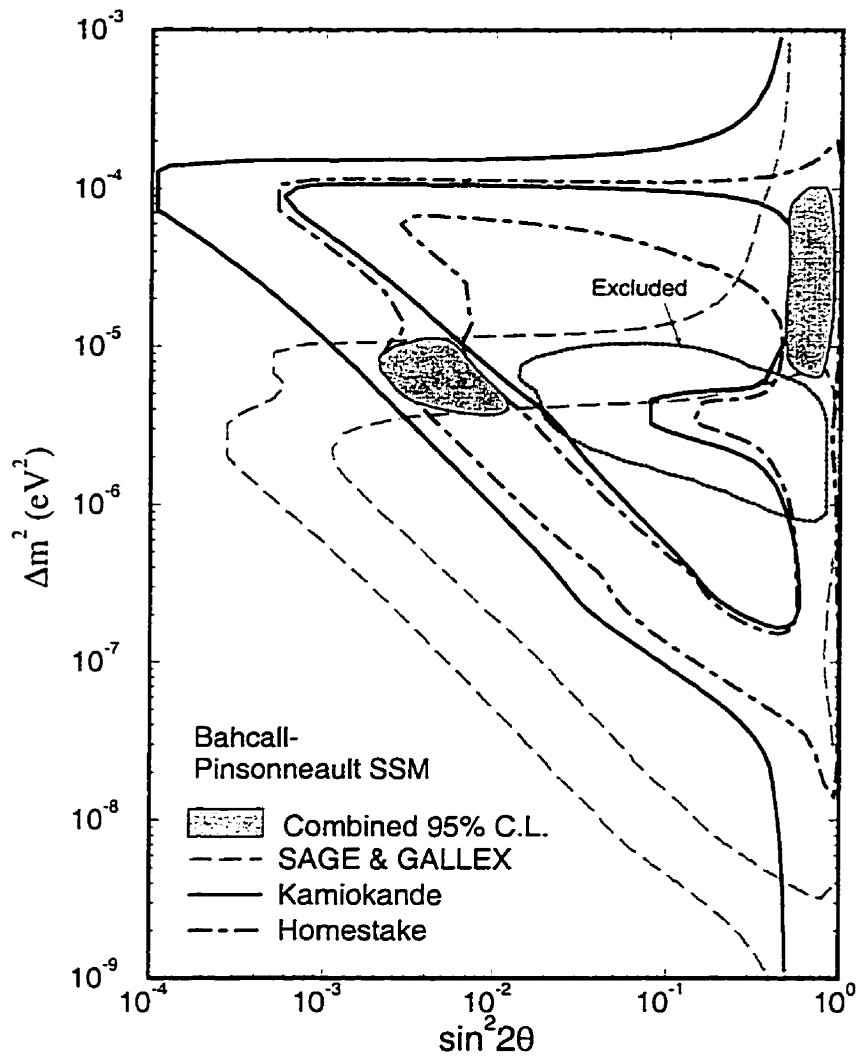 10⁻³
10⁻⁴
Excluded
10⁻⁵
10⁻⁶
Δm² (eV²)
10⁻⁷
Bahcall-
Pinsonneault SSM
10⁻⁸
Combined 95% C.L.
SAGE & GALLEX
Kamiokande
Homestake
10⁻⁹
10⁻⁴ 10⁻³ 10⁻² 10⁻¹ 10⁰
sin²2θ